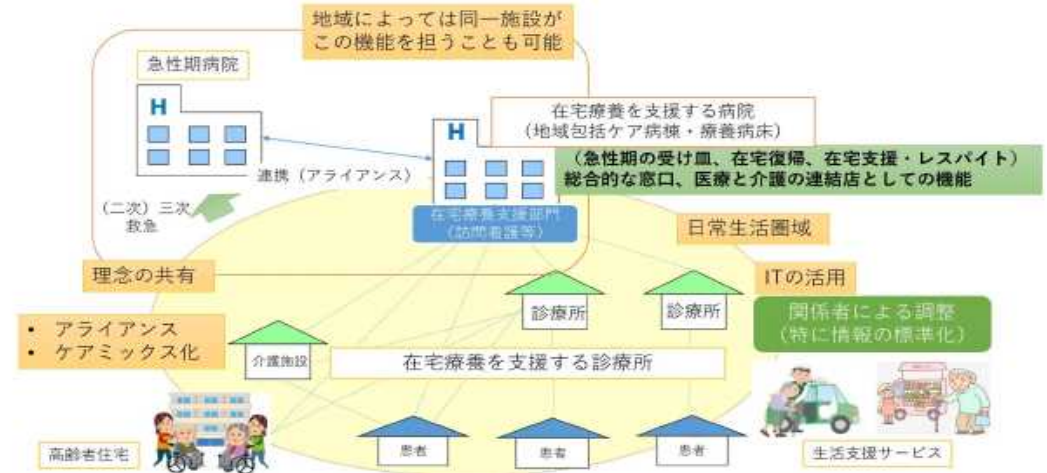 地域によっては同一施設が
この機能を担うことも可能
急性期病院
H
H
在宅療養を支援する病院
（地域包括ケア病棟・療養病床）
（急性期の受け皿、在宅復帰、在宅支援・レスパイト）
総合的な窓口、医療と介護の連結店としての機能
連携（アライアンス）
（二次）三次
救急
在宅療養支援部門
（訪問看護等）
日常生活圏域
理念の共有
ITの活用
診療所
診療所
関係者による調整
（特に情報の標準化）
• アライアンス
• ケアミックス化
介護施設
在宅療養を支援する診療所
高齢者住宅
患者
患者
患者
生活支援サービス